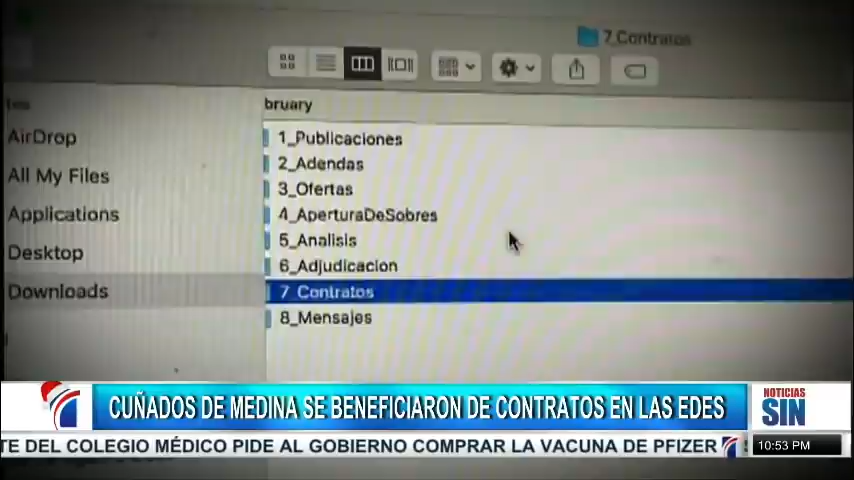 7_Contratos
bruary
AirDrop
All My Files
Applications
Desktop
Downloads
1_Publicaciones
2_Adendas
3_Ofertas
4_AperturaDeSobres
5_Analisis
6_Adjudicacion
7_Contratos
8_Mensajes
CUÑADOS DE MEDINA SE BENEFICIARON DE CONTRATOS EN LAS EDES
NOTICIAS
SIN
TE DEL COLEGIO MÉDICO PIDE AL GOBIERNO COMPRAR LA VACUNA DE PFIZER
10:53 PM